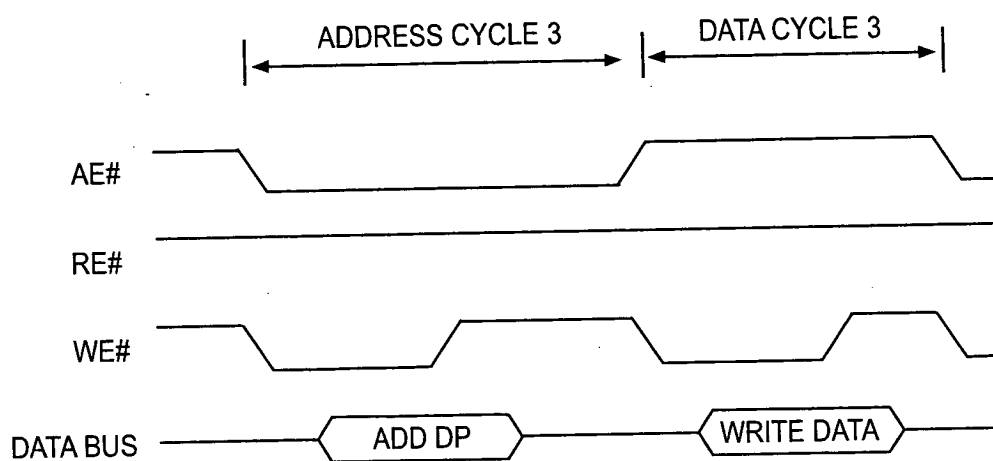 ADDRESS CYCLE 3
DATA CYCLE 3
AE#
RE#
WE#
DATA BUS
ADD DP
WRITE DATA